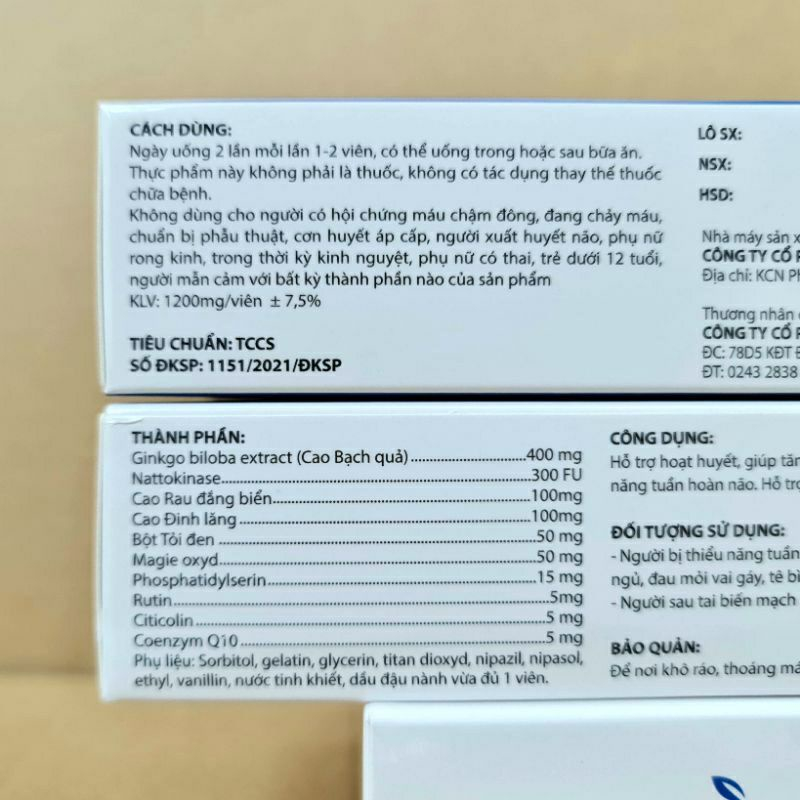 CÁCH DÙNG:
Ngày uống 2 lần mỗi lần 1-2 viên, có thể uống trong hoặc sau bữa ăn.
Thực phẩm này không phải là thuốc, không có tác dụng thay thế thuốc
chữa bệnh.
Không dùng cho người có hội chứng máu chậm đông, đang chảy máu,
chuẩn bị phẫu thuật, cơn huyết áp cấp, người xuất huyết não, phụ nữ
rong kinh, trong thời kỳ kinh nguyệt, phụ nữ có thai, trẻ dưới 12 tuổi,
người mẫn cảm với bất kỳ thành phần nào của sản phẩm
KLV: 1200mg/viên ± 7,5%
TIÊU CHUẨN: TCCS
SỐ ĐKSP: 1151/2021/ĐKSP
LÔ SX:
NSX:
HSD:
Nhà máy sản x
CÔNG TY CỔ P
Địa chỉ: KCN Ph
Thương nhân
CÔNG TY CỔ P
ĐC: 78D5 KĐT Đ
ĐT: 0243 2838
THÀNH PHẦN:
Ginkgo biloba extract (Cao Bạch quả)..........................400 mg
Nattokinase..........................300 FU
Cao Rau đắng biển..........................100mg
Cao Đinh lăng..........................100mg
Bột Tỏi đen..........................50 mg
Magie oxyd..........................50 mg
Phosphatidylserin..........................15 mg
Rutin..........................5mg
Citicolin..........................5 mg
Coenzym Q10..........................5 mg
Phụ liệu: Sorbitol, gelatin, glycerin, titan dioxyd, nipazil, nipasol,
ethyl, vanillin, nước tinh khiết, dầu đậu nành vừa đủ 1 viên.
CÔNG DỤNG:
Hỗ trợ hoạt huyết, giúp tăn
năng tuần hoàn não. Hỗ trợ
ĐỐI TƯỢNG SỬ DỤNG:
- Người bị thiểu năng tuần
ngủ, đau mỏi vai gáy, tê bì
- Người sau tai biến mạch
BẢO QUẢN:
Để nơi khô ráo, thoáng má